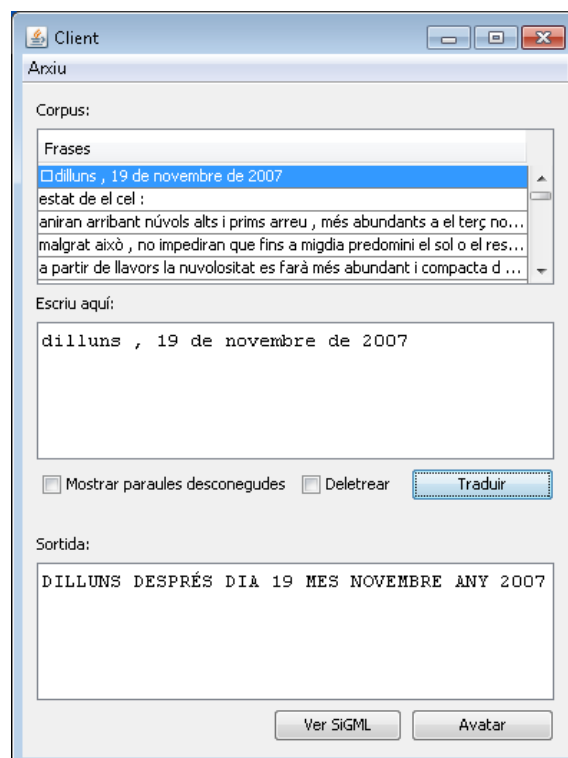 Client
Arxiu
Corpus:
Frases
dilluns , 19 de novembre de 2007
estat de el cel :
aniran arribant núvols alts i prims arreu , més abundants a el terç no...
malgrat això , no impediran que fins a migdia predomini el sol o el res...
a partir de llavors la nuvolositat es farà més abundant i compacta d ...
Escriu aquí:
dilluns , 19 de novembre de 2007
Mostrar paraules desconegudes Deletrear Traduir
Sortida:
DILLUNS DESPRÉS DIA 19 MES NOVEMBRE ANY 2007
Ver SiGML Avatar